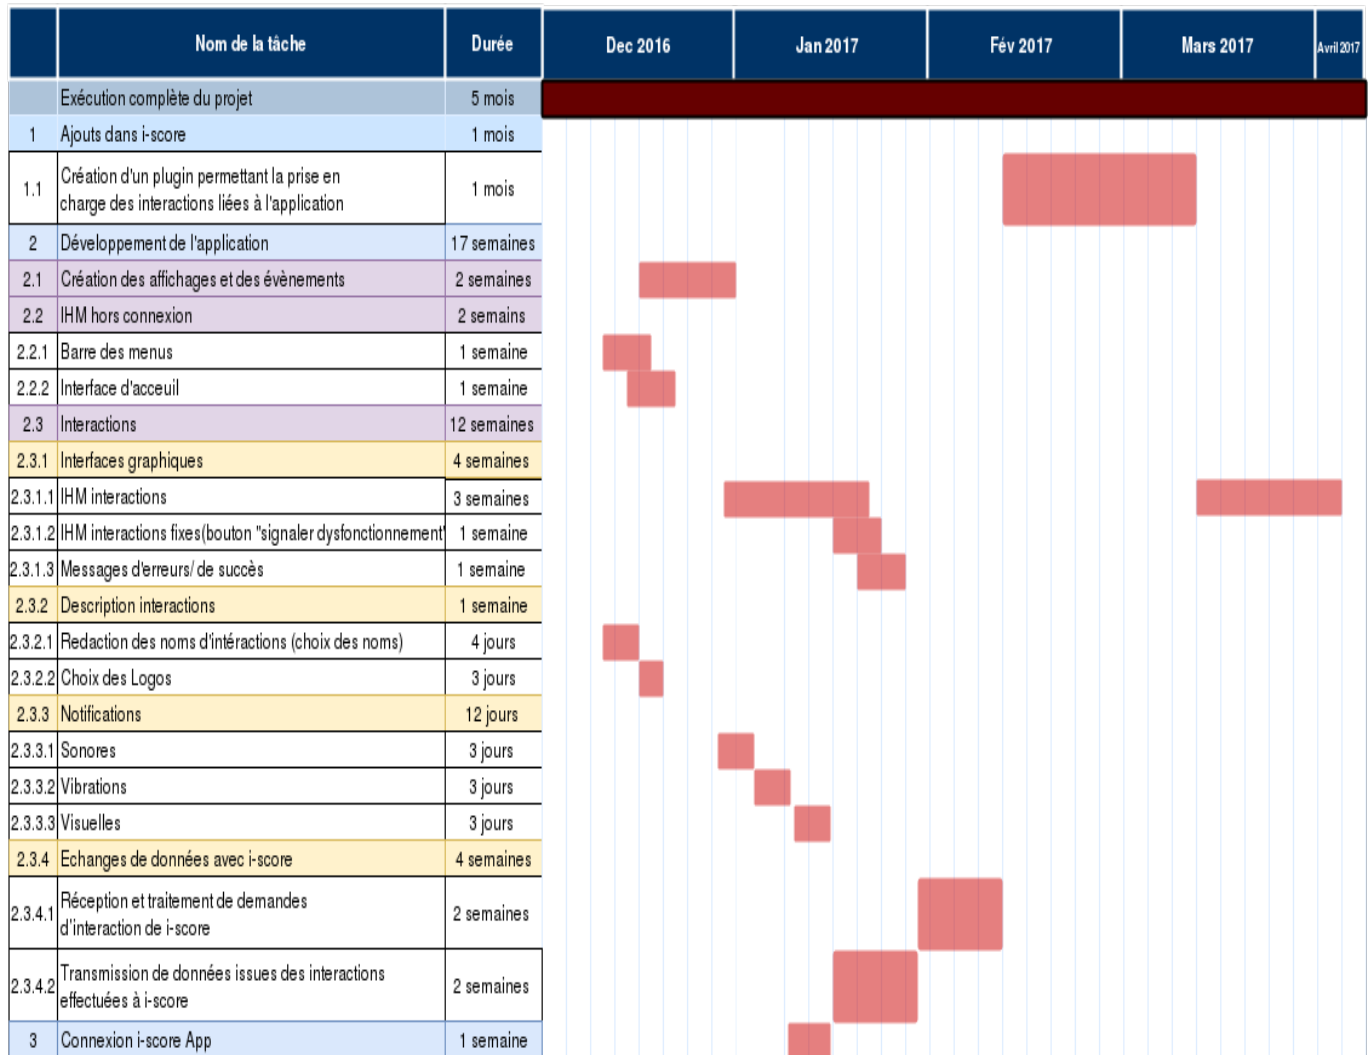 Nom de la tâche Durée Dec 2016 Jan 2017 Fév 2017 Mars 2017 Avril 2017
Exécution complète du projet 5 mois
1 Ajouts dans i-score 1 mois
1.1 Création d'un plugin permettant la prise en
charge des interactions liées à l'application 1 mois
2 Développement de l'application 17 semaines
2.1 Création des affichages et des évènements 2 semaines
2.2 IHM hors connexion 2 semains
2.2.1 Barre des menus 1 semaine
2.2.2 Interface d'acceuil 1 semaine
2.3 Interactions 12 semaines
2.3.1 Interfaces graphiques 4 semaines
2.3.1.1 IHM interactions 3 semaines
2.3.1.2 IHM interactions fixes(bouton "signaler dysfonctionnement" 1 semaine
2.3.1.3 Messages d'erreurs/ de succès 1 semaine
2.3.2 Description interactions 1 semaine
2.3.2.1 Redaction des noms d'intéractions (choix des noms) 4 jours
2.3.2.2 Choix des Logos 3 jours
2.3.3 Notifications 12 jours
2.3.3.1 Sonores 3 jours
2.3.3.2 Vibrations 3 jours
2.3.3.3 Visuelles 3 jours
2.3.4 Echanges de données avec i-score 4 semaines
2.3.4.1 Réception et traitement de demandes
d'interaction de i-score 2 semaines
2.3.4.2 Transmission de données issues des interactions
effectuées à i-score 2 semaines
3 Connexion i-score App 1 semaine